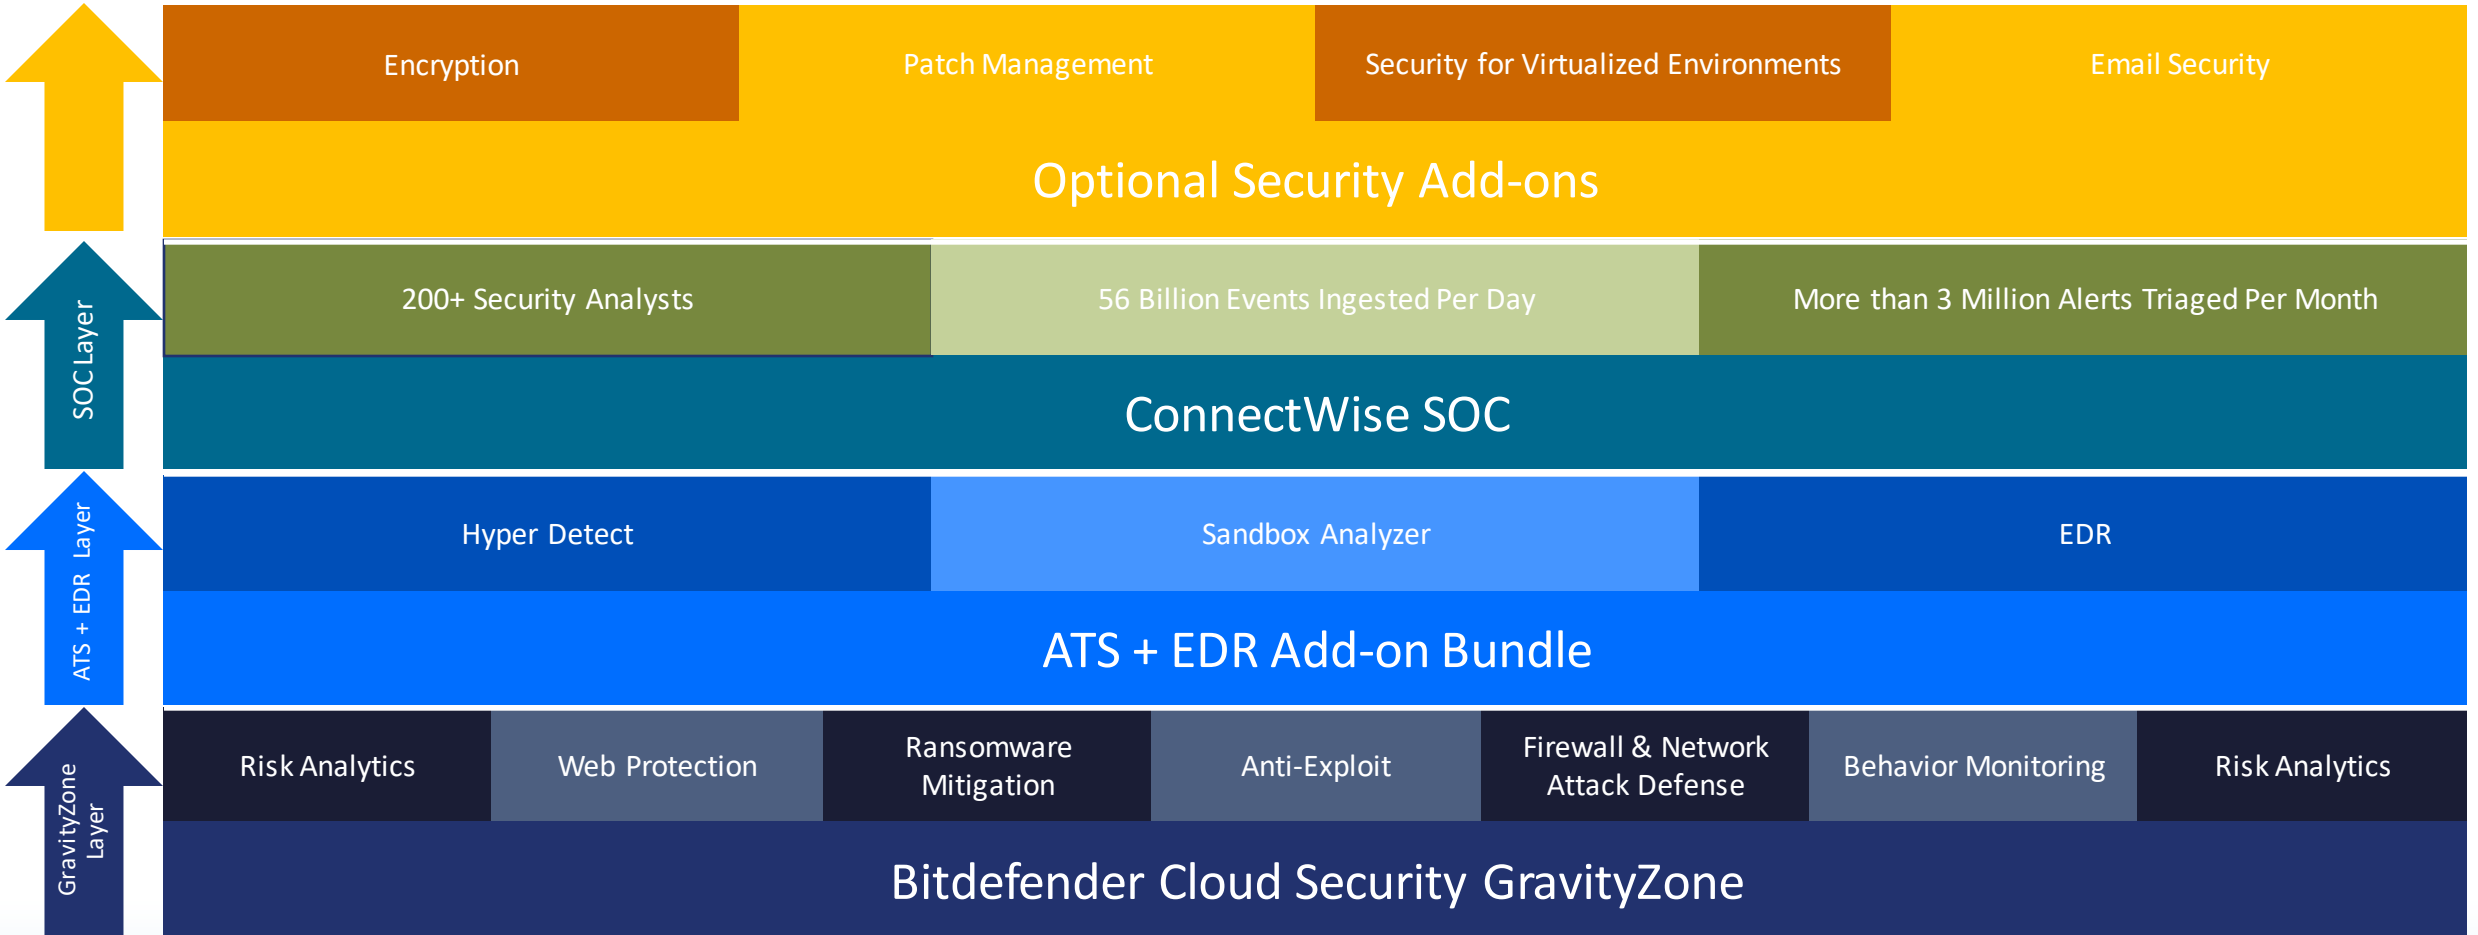 Encryption
Patch Management
Security for Virtualized Environments
Email Security
Optional Security Add-ons
SOC Layer
200+ Security Analysts
56 Billion Events Ingested Per Day
More than 3 Million Alerts Triaged Per Month
ConnectWise SOC
ATS + EDR Layer
Hyper Detect
Sandbox Analyzer
EDR
ATS + EDR Add-on Bundle
GravityZone
Layer
Risk Analytics
Web Protection
Ransomware
Mitigation
Anti-Exploit
Firewall & Network
Attack Defense
Behavior Monitoring
Risk Analytics
Bitdefender Cloud Security GravityZone